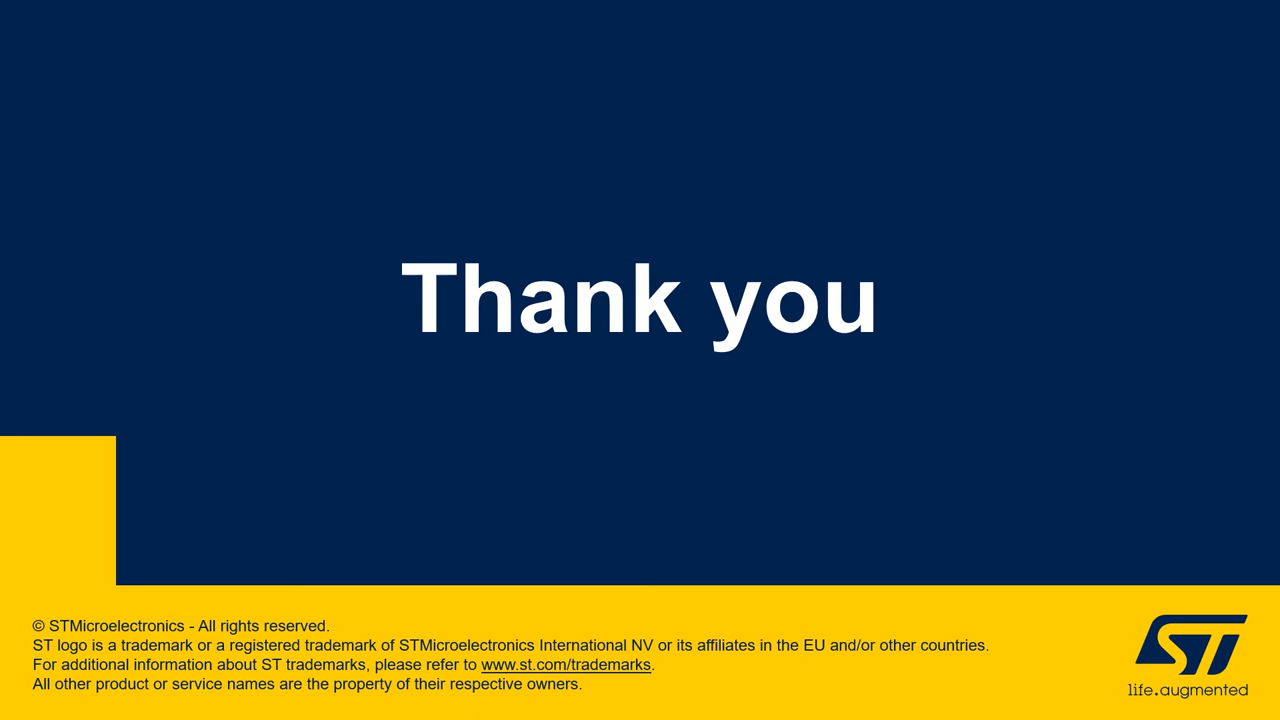 Thank you
© STMicroelectronics - All rights reserved.
ST logo is a trademark or a registered trademark of STMicroelectronics International NV or its affiliates in the EU and/or other countries.
For additional information about ST trademarks, please refer to www.st.com/trademarks.
All other product or service names are the property of their respective owners.
ST
life.augmented